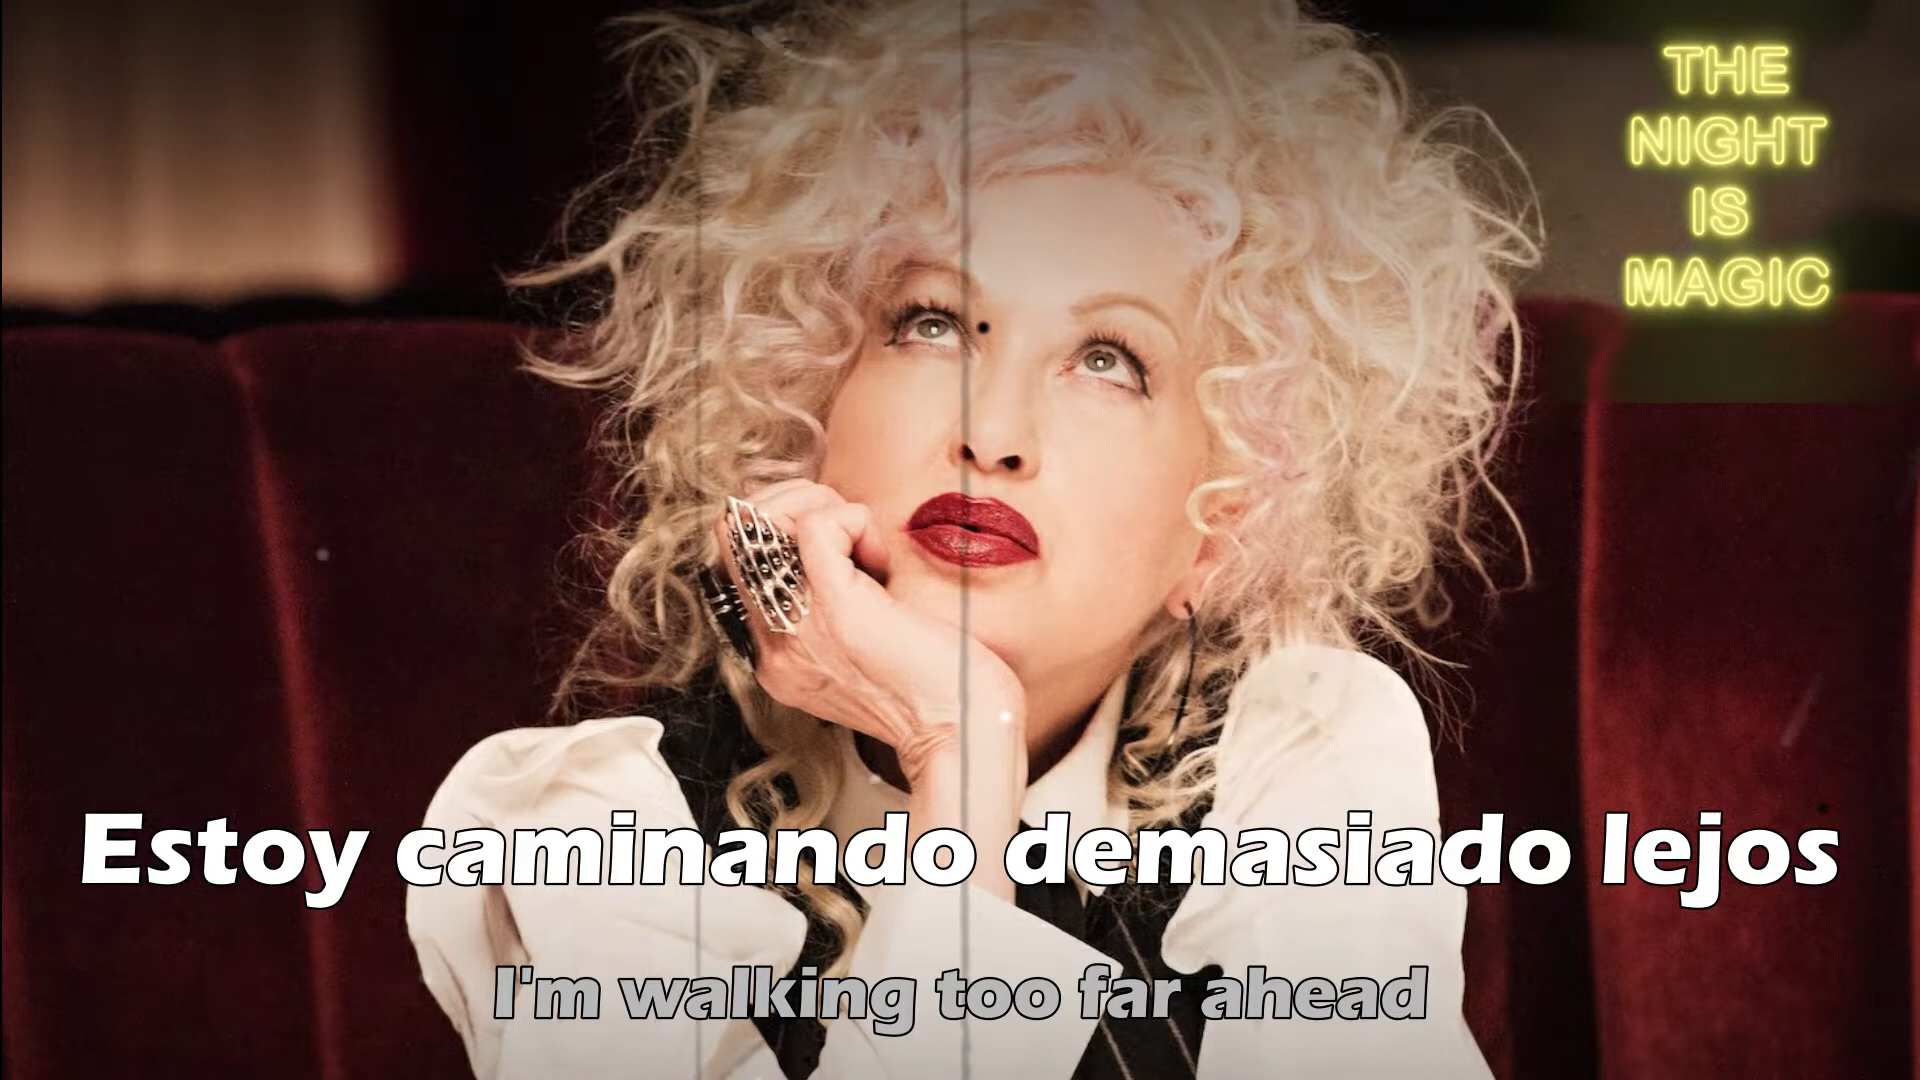 THE
NIGHT
IS
MAGIC
Estoy caminando demasiado lejos
I'm walking too far ahead